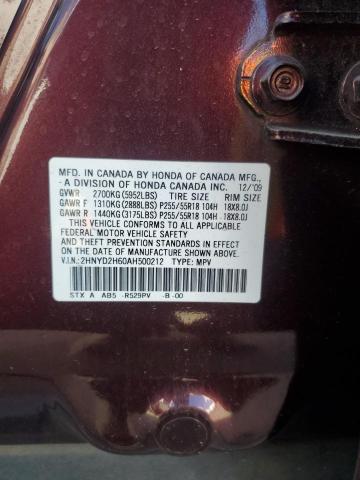 MFD. IN CANADA BY HONDA OF CANADA MFG.,
- A DIVISION OF HONDA CANADA INC. 12/'09
GVWR 2700KG(5952LBS) TIRE SIZE RIM SIZE
GAWR F 1310KG(2888LBS) P255/55R18 104H 18X8.0J
GAWR R 1440KG(3175LBS) P255/55R18 104H -18X8.0J
THIS VEHICLE CONFORMS TO ALL APPLICABLE
FEDERAL MOTOR VEHICLE SAFETY STANDARDS IN EFFECT
ON THE DATE OF MANUFACTURE SHOWN ABOVE.
V.I.N.:2HNYD2H60AH500212 TYPE: MPV
STX A AB5 -R529PV -B -00